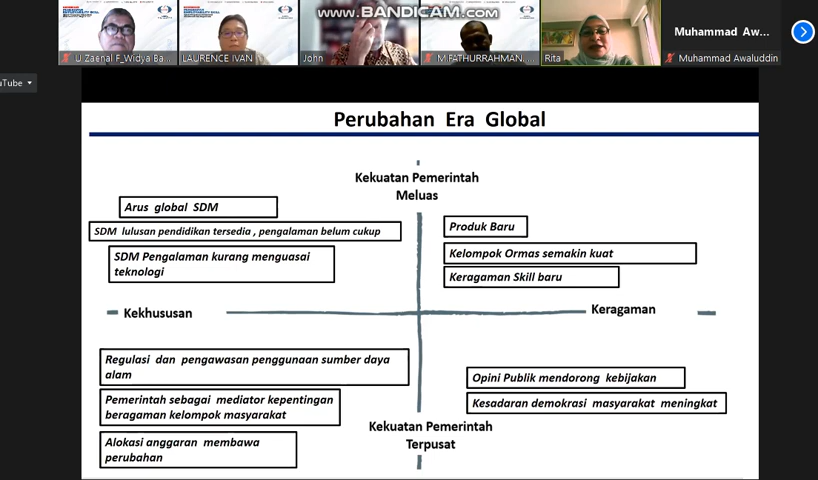 www.BANDICAM.com
U Zaenal F_Widya Ba...
LAURENCE IVAN
John
M.FATHURRAHMAN, ...
Rita
Muhammad Aw...
Muhammad Awaluddin
uTube
Perubahan Era Global
Kekuatan Pemerintah
Meluas
Arus global SDM
SDM lulusan pendidikan tersedia , pengalaman belum cukup
SDM Pengalaman kurang menguasai
teknologi
Produk Baru
Kelompok Ormas semakin kuat
Keragaman Skill baru
Kekhususan
Keragaman
Regulasi dan pengawasan penggunaan sumber daya
alam
Pemerintah sebagai mediator kepentingan
beragaman kelompok masyarakat
Alokasi anggaran membawa
perubahan
Opini Publik mendorong kebijakan
Kesadaran demokrasi masyarakat meningkat
Kekuatan Pemerintah
Terpusat